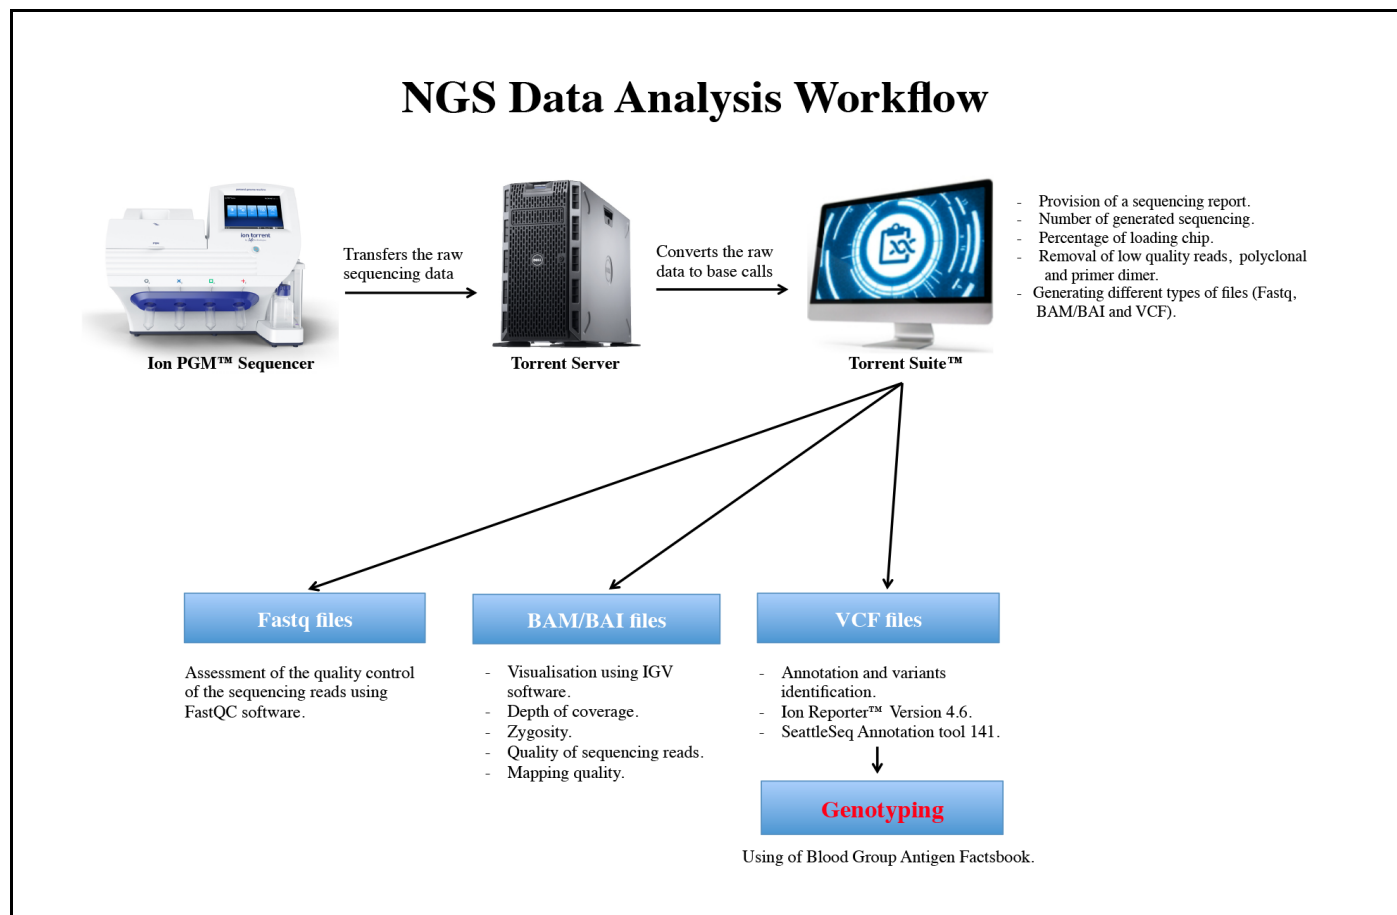 NGS Data Analysis Workflow
ion torrent
DELL
Transfers the raw
sequencing data
Converts the raw
data to base calls
- Provision of a sequencing report.
- Number of generated sequencing.
- Percentage of loading chip.
- Removal of low quality reads, polyclonal
and primer dimer.
- Generating different types of files (Fastq,
BAM/BAI and VCF).
Ion PGM™ Sequencer
Torrent Server
Torrent Suite™
Fastq files
Assessment of the quality control
of the sequencing reads using
FastQC software.
BAM/BAI files
- Visualisation using IGV
software.
- Depth of coverage.
- Zygosity.
- Quality of sequencing reads.
- Mapping quality.
VCF files
- Annotation and variants
identification.
- Ion Reporter™ Version 4.6.
- SeattleSeq Annotation tool 141.
Genotyping
Using of Blood Group Antigen Factsbook.